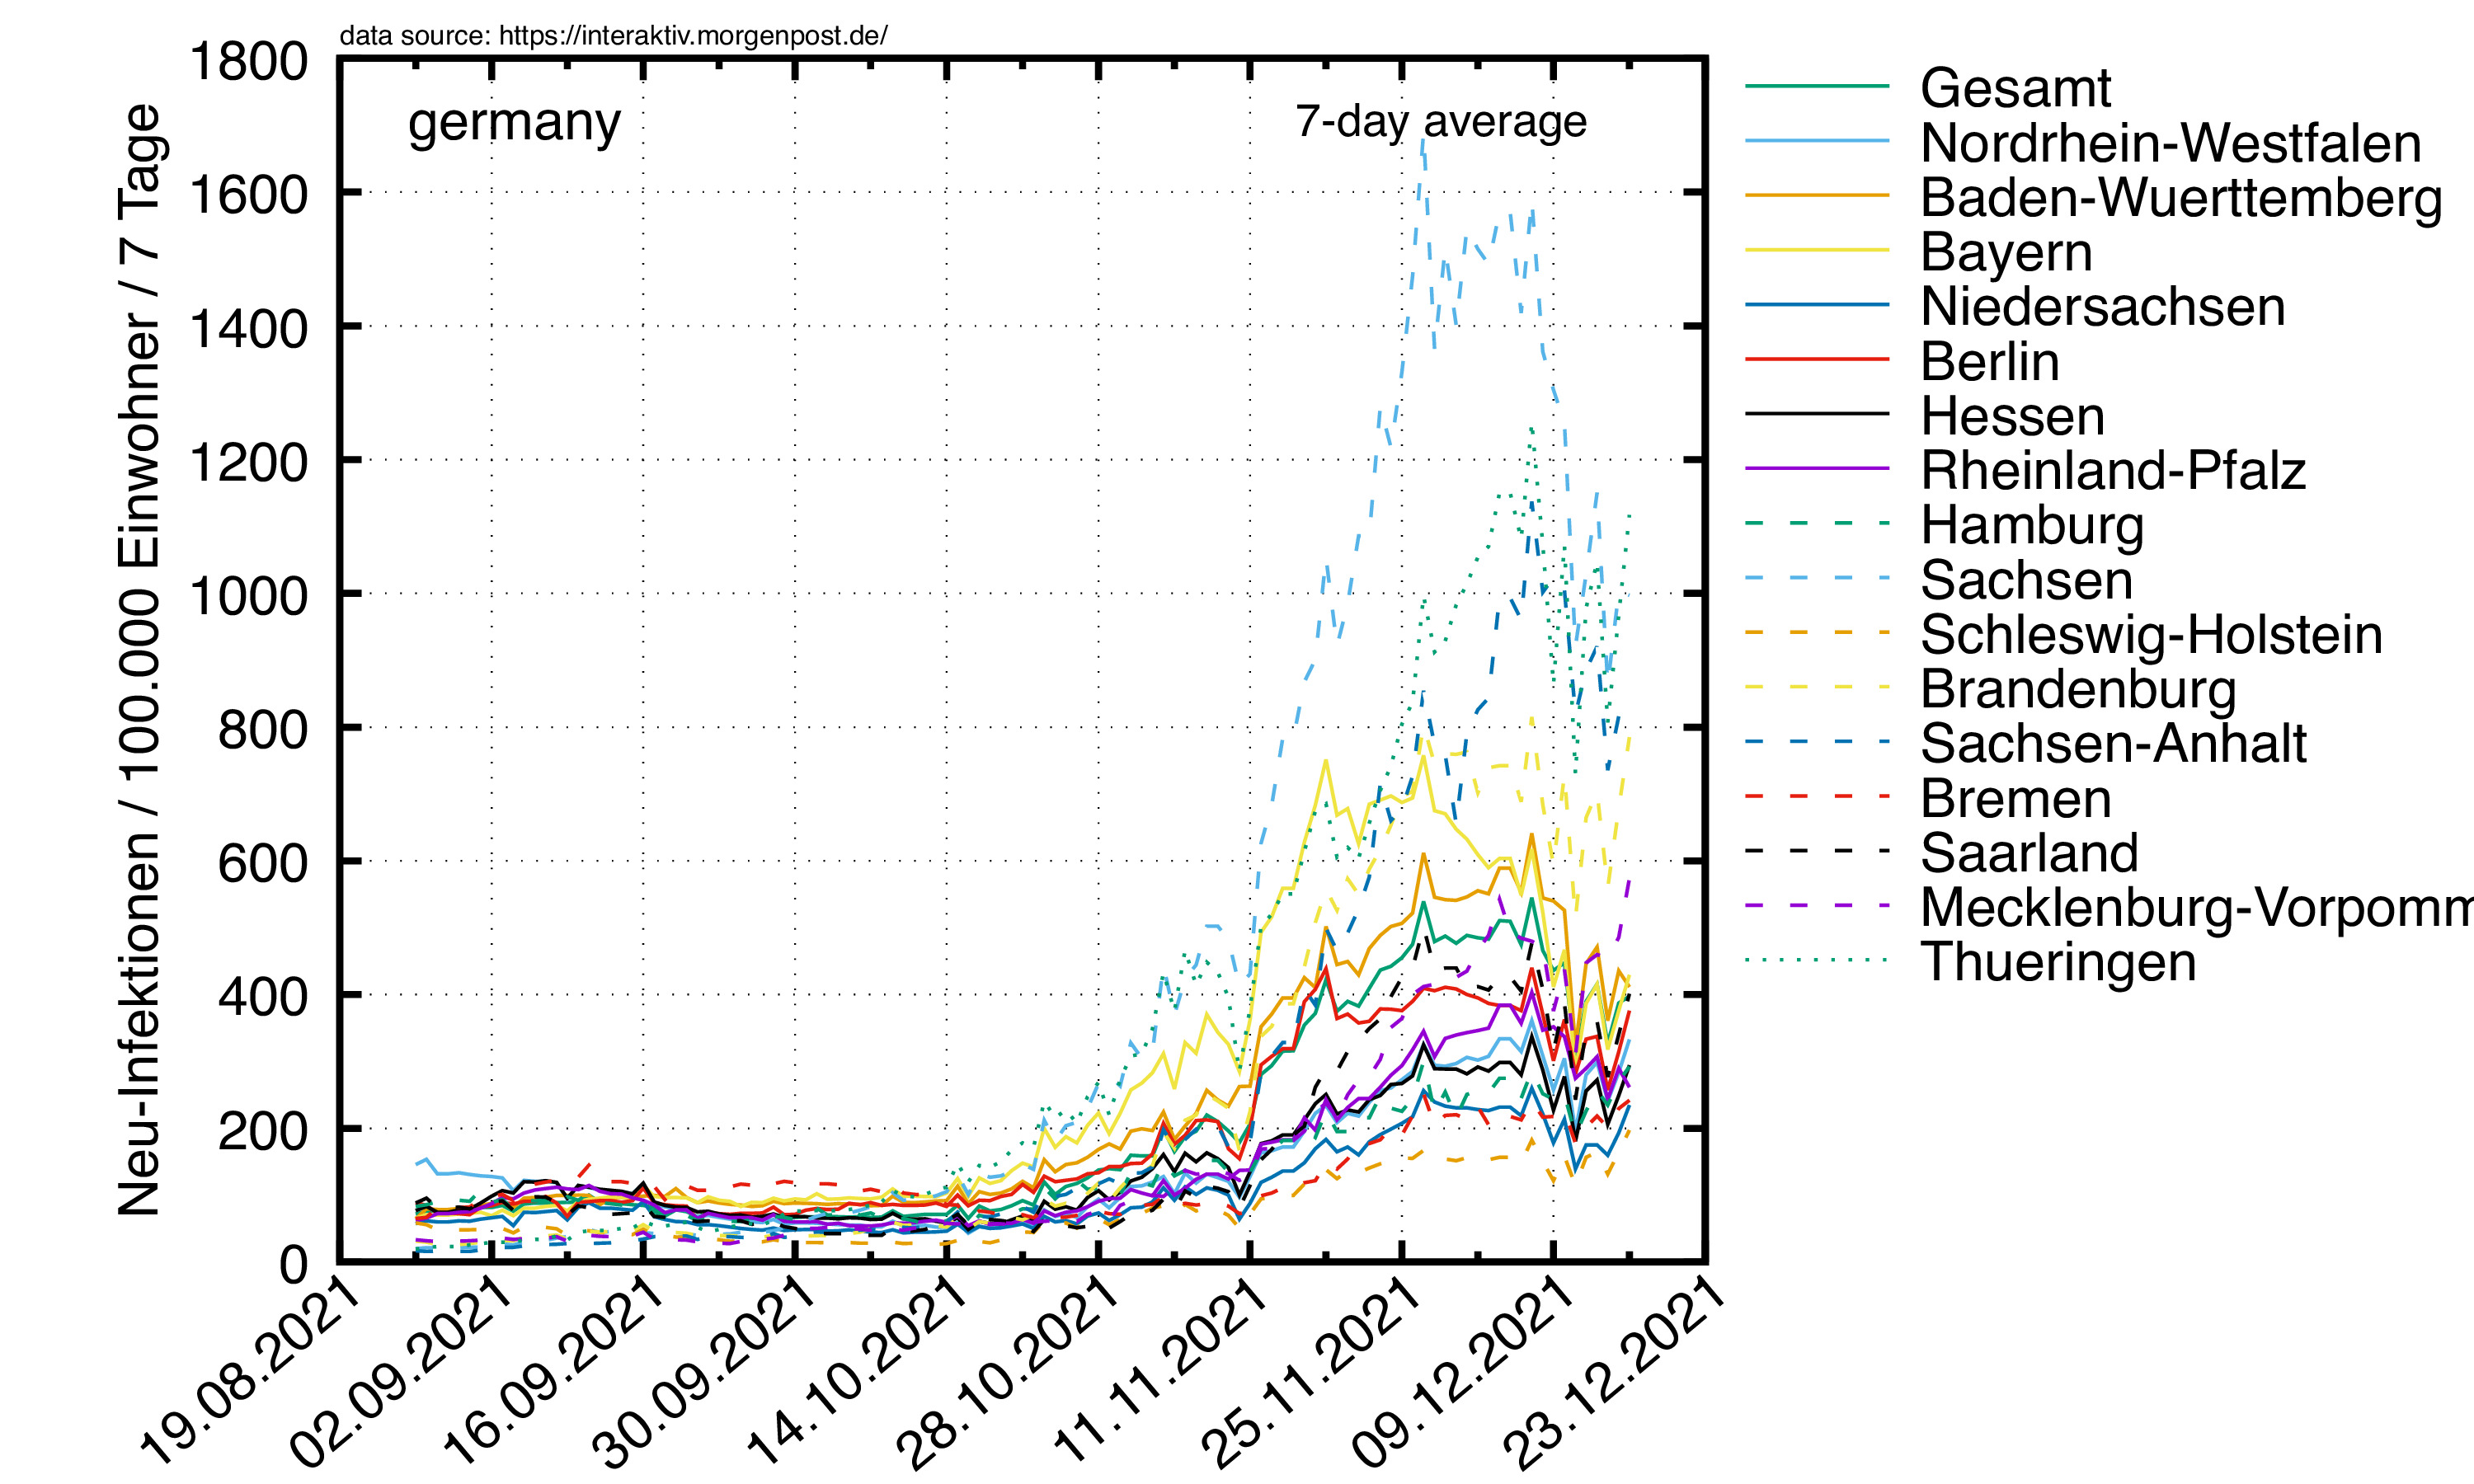 data source: https://interaktiv.morgenpost.de/
germany
7-day average
Neu-Infektionen / 100.000 Einwohner / 7 Tage
1800
1600
1400
1200
1000
800
600
400
200
0
19.08.2021
02.09.2021
16.09.2021
30.09.2021
14.10.2021
28.10.2021
11.11.2021
25.11.2021
09.12.2021
23.12.2021
Gesamt
Nordrhein-Westfalen
Baden-Wuerttemberg
Bayern
Niedersachsen
Berlin
Hessen
Rheinland-Pfalz
Hamburg
Sachsen
Schleswig-Holstein
Brandenburg
Sachsen-Anhalt
Bremen
Saarland
Mecklenburg-Vorpomm
Thueringen